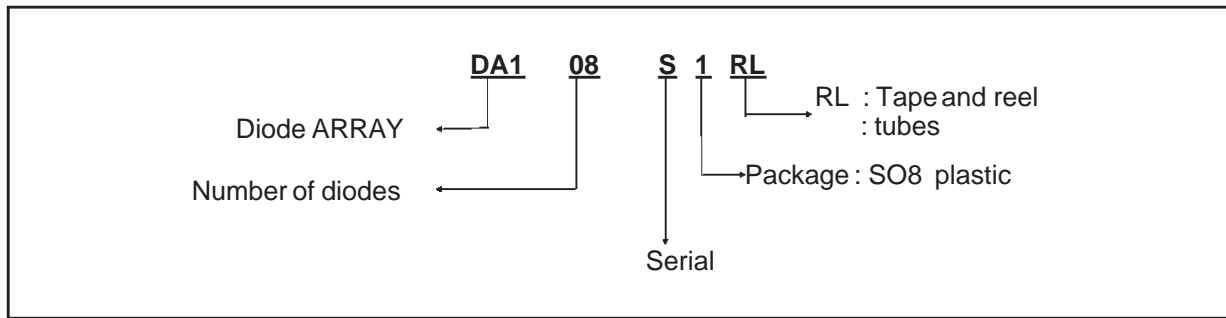 DA1 08 S 1 RL
RL : Tape and reel
: tubes
Diode ARRAY
Package : SO8 plastic
Number of diodes
Serial